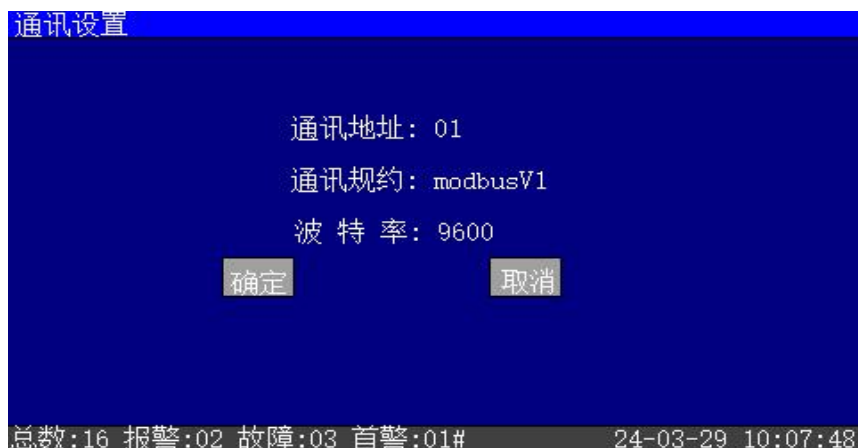 通讯设置
通讯地址: 01
通讯规约: modbusV1
波 特 率: 9600
确定 取消
总数:16 报警:02 故障:03 首警:01# 24-03-29 10:07:48